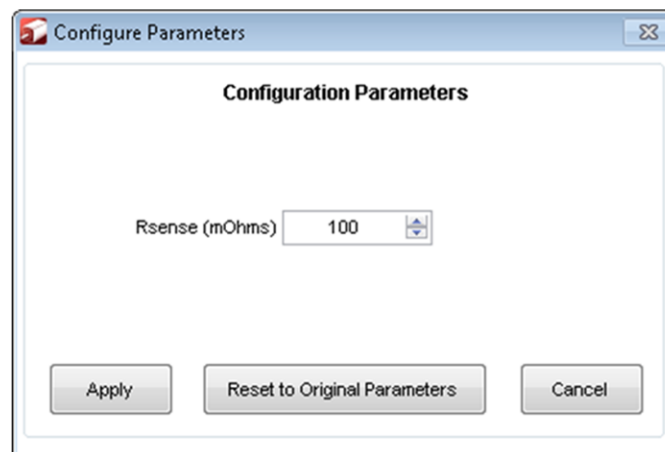 Configure Parameters
Configuration Parameters
Rsense (mOhms) 100
Apply Reset to Original Parameters Cancel